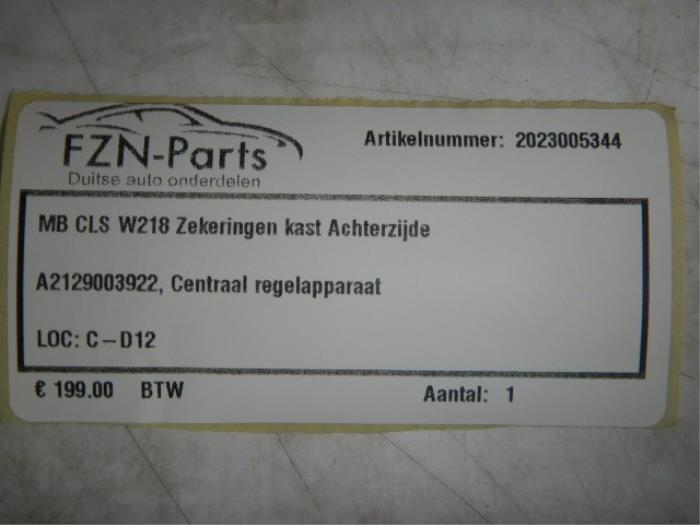 FZN-Parts
Duitse auto onderdelen
Artikelnummer: 2023005344
MB CLS W218 Zekeringen kast Achterzijde
A2129003922, Centraal regelapparaat
LOC: C-D12
€ 199.00 BTW
Aantal: 1